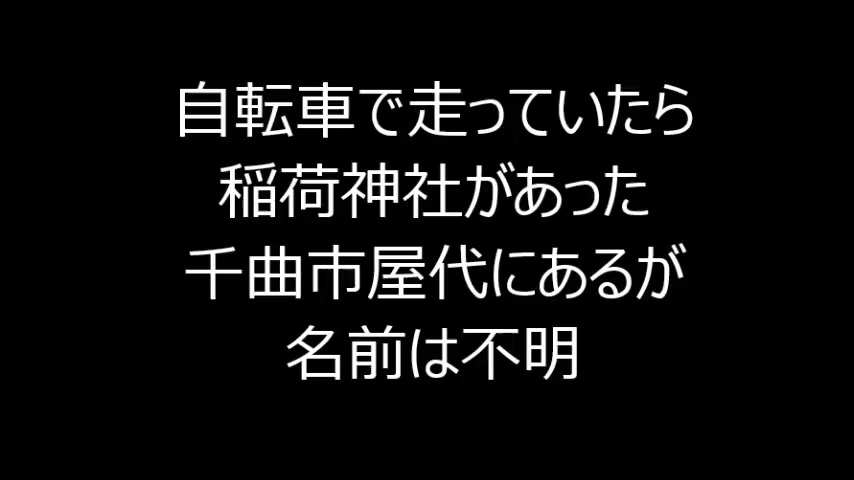 自転車で走っていたら
稲荷神社があった
千曲市屋代にあるが
名前は不明